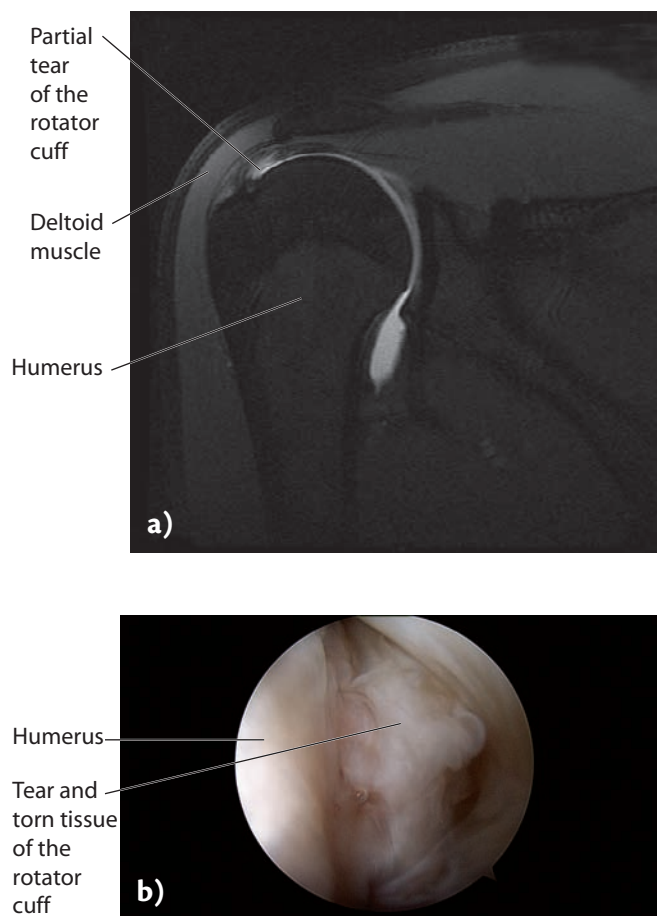 Partial
tear
of the
rotator
cuff
Deltoid
muscle
Humerus
a)
Humerus
Tear and
torn tissue
of the
rotator
cuff
b)